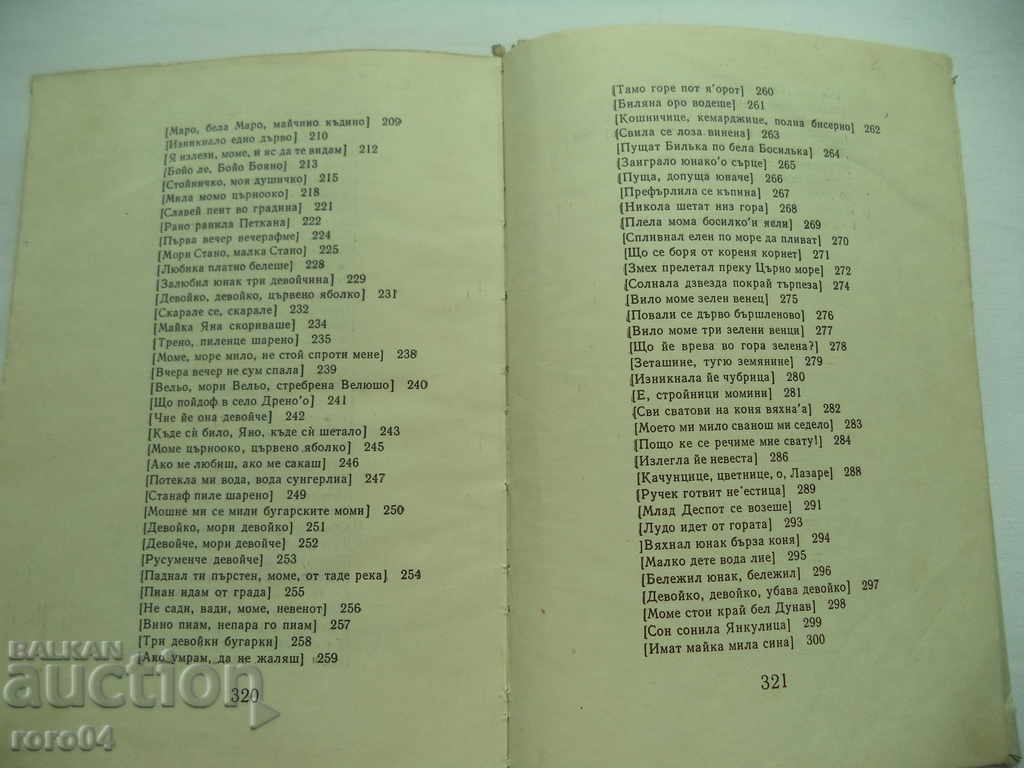 [Маро, бела Маро, майчино къдино] 209
[Изникнало едно дърво] 210
[Я излези, моме, и яс да те видам] 212
[Бойо ле, Бойо Бояно] 213
[Стойничко, моя душичко] 215
[Мила момо църнооко] 218
[Славей пент во градина] 221
[Рано ранила Петкана] 222
[Първа вечер вечерафме] 224
[Мори Стано, малка Стано] 225
[Любика платно белеше] 228
[Залюбил юнак три девойчина] 229
[Девойко, девойко, цървено яболко] 231
[Скарале се, скарале] 232
[Майка Яна скориваше] 234
[Трено, пиленце шарено] 235
[Моме, море мило, не стой спроти мене] 238
[Вчера вечер не сум спала] 239
[Вельо, мори Вельо, стребрена Велюшо] 240
[Що пойдоф в село Дрено'о] 241
[Чие йе она девойче] 242
[Къде сѝ било, Яно, къде сѝ шетало] 243
[Моме църнооко, цървено яболко] 245
[Ако ме любиш, ако ме сакаш] 246
[Потекла ми вода, вода сунгерлиа] 247
[Станаф пиле шарено] 249
[Мошне ми се мили бугарските моми] 250
[Девойко, мори девойко] 251
[Девойче, мори девойче] 252
[Русуменче девойче] 253
[Паднал ти пърстен, моме, от таде река] 254
[Пиан идам от града] 255
[Не сади, вади, моме, невенот] 256
[Вино пиам, непара го пиам] 257
[Три девойки бугарки] 258
[Ако умрам, да не жаляш] 259
320
[Тамо горе пот я'орот] 260
[Биляна оро водеше] 261
[Кошничице, кемарджице, полна бисерно] 262
[Свила се лоза винена] 263
[Пущат Билька по бела Босилька] 264
[Заиграло юнако'о сърце] 265
[Пуща, допуща юначе] 266
[Префърлила се къпина] 267
[Никола шетат низ гора] 268
[Плела мома босилко'и яели] 269
[Спливнал елен по море да пливат] 270
[Що се боря от кореня корнет] 271
[Змех прелетал преку Църно море] 272
[Солнала дзвезда покрай търпеза] 274
[Вило моме зелен венец] 275
[Повали се дърво бършленово] 276
[Вило моме три зелени венци] 277
[Що йе врева во гора зелена?] 278
[Зеташине, тугю земянине] 279
[Изникнала йе чубрица] 280
[Е, стройници момини] 281
[Сви сватови на коня вяхна'а] 282
[Моето ми мило сванош ми седело] 283
[Пощо ке се речиме мне свату!] 284
[Излегла йе невеста] 286
[Качунцице, цветнице, о, Лазаре] 288
[Ручек готвит не'естица] 289
[Млад Деспот се возеше] 291
[Лудо идет от гората] 293
]Вяхнал юнак бърза коня] 294
[Малко дете вода лие] 295
[Бележил юнак, бележил] 296
[Девойко, девойко, убава девойко] 297
[Моме стои край бел Дунав] 298
[Сон сонила Янкулица] 299
[Имат майка мила сина] 300
321
BALKAN
auction
roro04